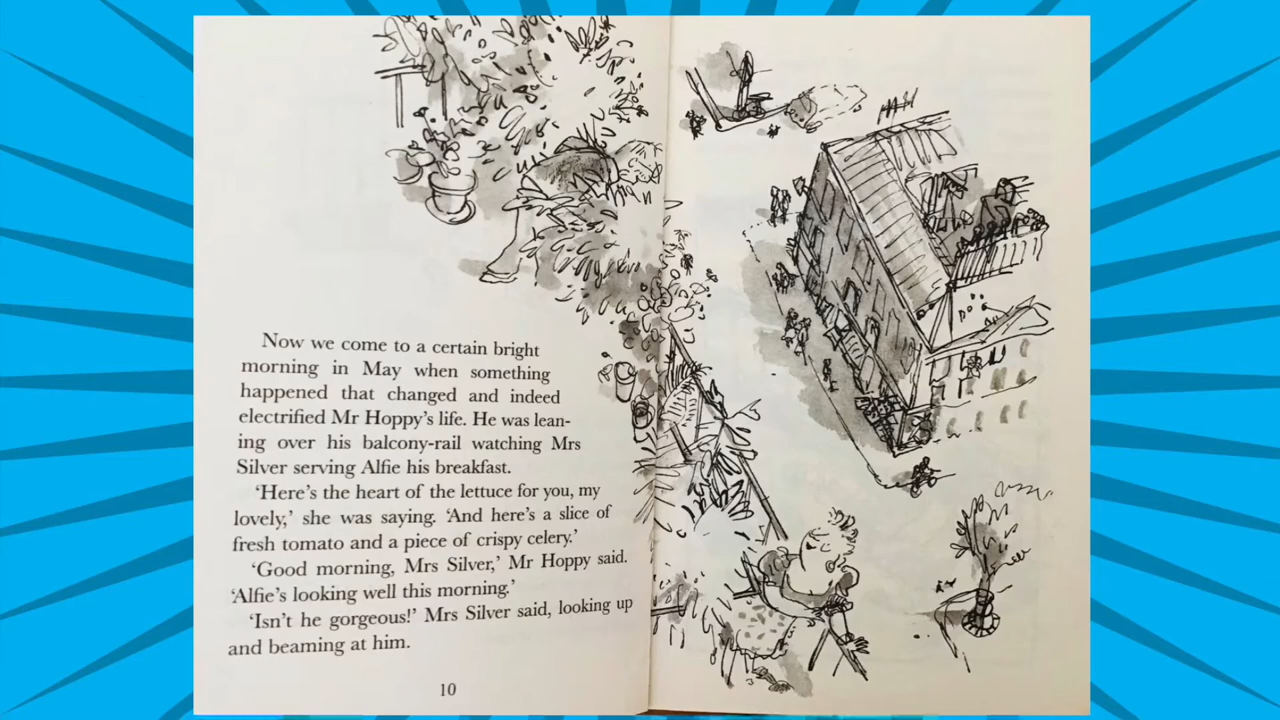 Now we come to a certain bright
morning in May when something
happened that changed and indeed
electrified Mr Hoppy's life. He was lean-
ing over his balcony-rail watching Mrs
Silver serving Alfie his breakfast.
'Here's the heart of the lettuce for you, my
lovely,' she was saying. 'And here's a slice of
fresh tomato and a piece of crispy celery.'
'Good morning, Mrs Silver,' Mr Hoppy said.
'Alfie's looking well this morning.'
'Isn't he gorgeous!' Mrs Silver said, looking up
and beaming at him.
10